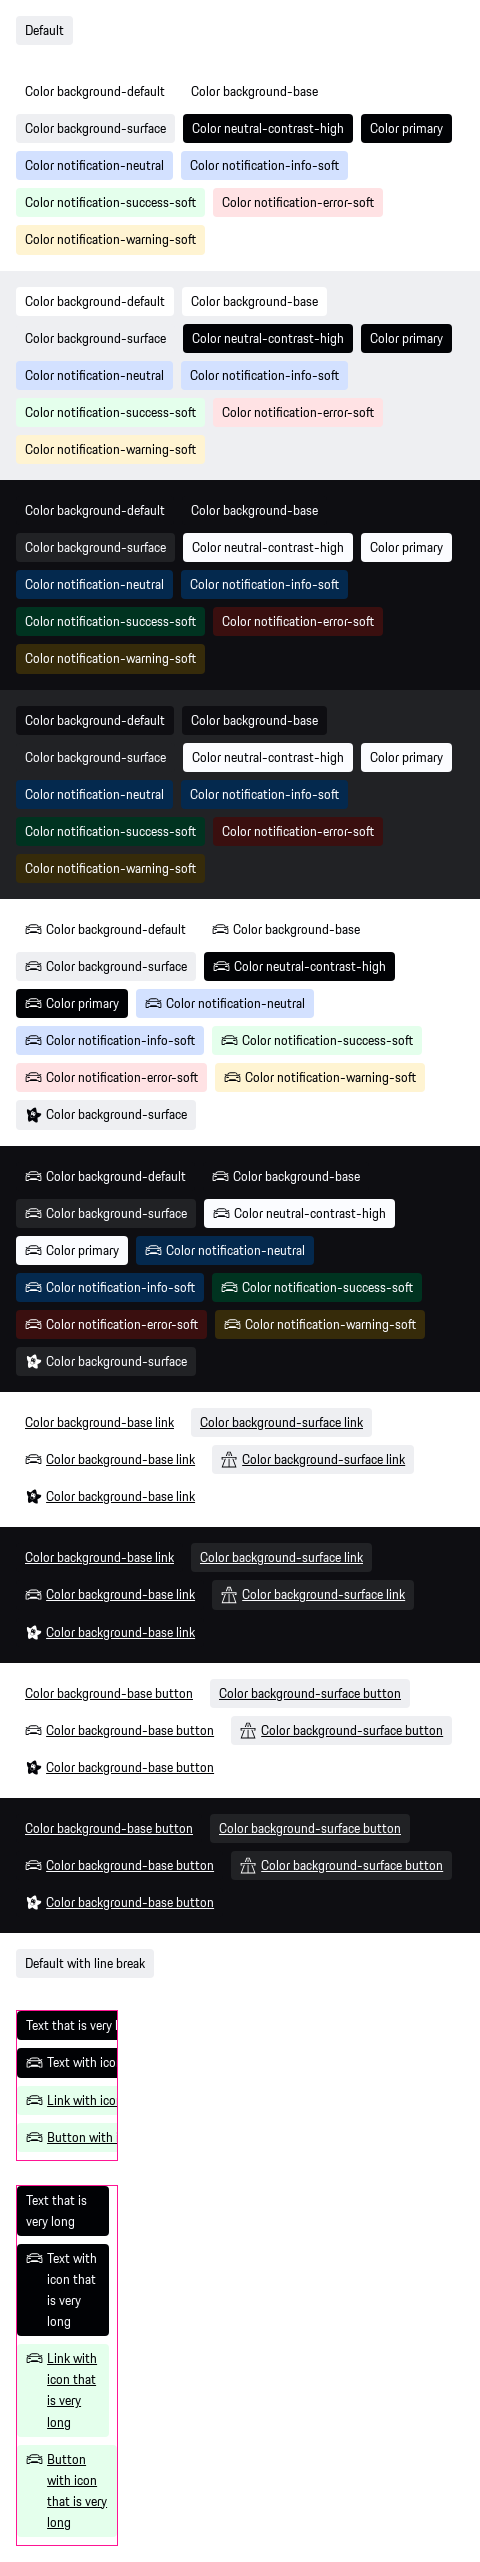 Default
Color background-default Color background-base
Color background-surface Color neutral-contrast-high Color primary
Color notification-neutral Color notification-info-soft
Color notification-success-soft Color notification-error-soft
Color notification-warning-soft
Color background-default Color background-base
Color background-surface Color neutral-contrast-high Color primary
Color notification-neutral Color notification-info-soft
Color notification-success-soft Color notification-error-soft
Color notification-warning-soft
Color background-default Color background-base
Color background-surface Color neutral-contrast-high Color primary
Color notification-neutral Color notification-info-soft
Color notification-success-soft Color notification-error-soft
Color notification-warning-soft
Color background-default Color background-base
Color background-surface Color neutral-contrast-high Color primary
Color notification-neutral Color notification-info-soft
Color notification-success-soft Color notification-error-soft
Color notification-warning-soft
Color background-default Color background-base
Color background-surface Color neutral-contrast-high
Color primary Color notification-neutral
Color notification-info-soft Color notification-success-soft
Color notification-error-soft Color notification-warning-soft
Color background-surface
Color background-default Color background-base
Color background-surface Color neutral-contrast-high
Color primary Color notification-neutral
Color notification-info-soft Color notification-success-soft
Color notification-error-soft Color notification-warning-soft
Color background-surface
Color background-base link Color background-surface link
Color background-base link Color background-surface link
Color background-base link
Color background-base link Color background-surface link
Color background-base link Color background-surface link
Color background-base link
Color background-base button Color background-surface button
Color background-base button Color background-surface button
Color background-base button
Color background-base button Color background-surface button
Color background-base button Color background-surface button
Color background-base button
Default with line break
Text that is very
Text with ico
Link with ico
Button with
Text that is
very long
Text with
icon that
is very
long
Link with
icon that
is very
long
Button
with icon
that is very
long